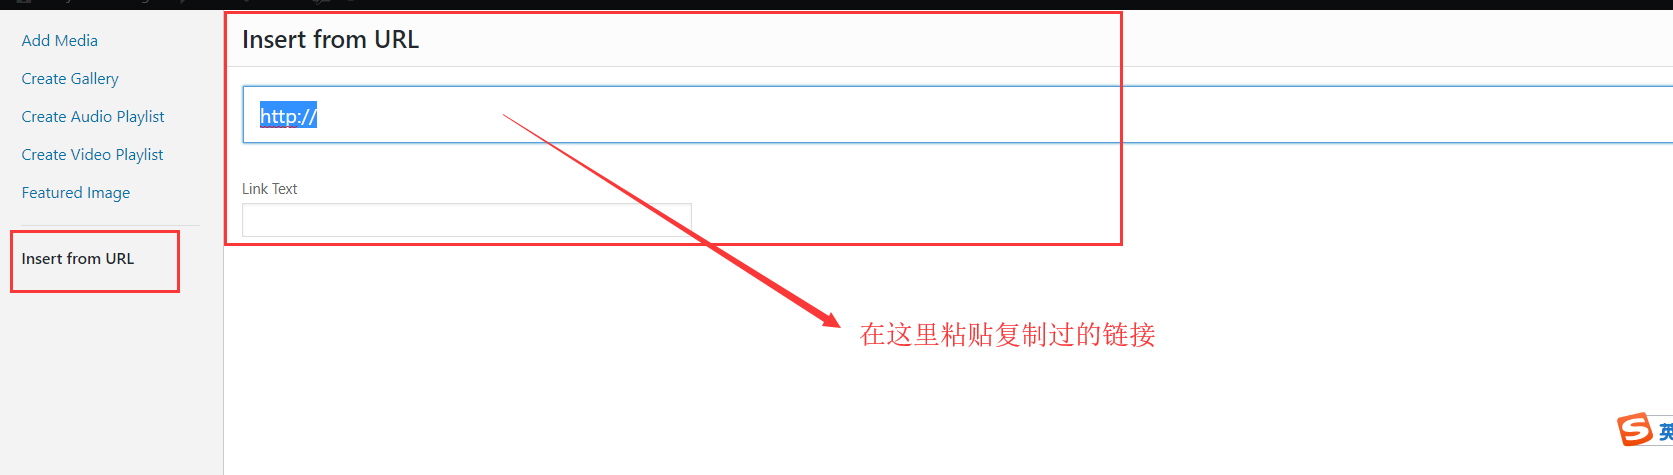 Add Media
Create Gallery
Create Audio Playlist
Create Video Playlist
Featured Image
Insert from URL
Insert from URL
http://
Link Text
在这里粘贴复制过的链接
英